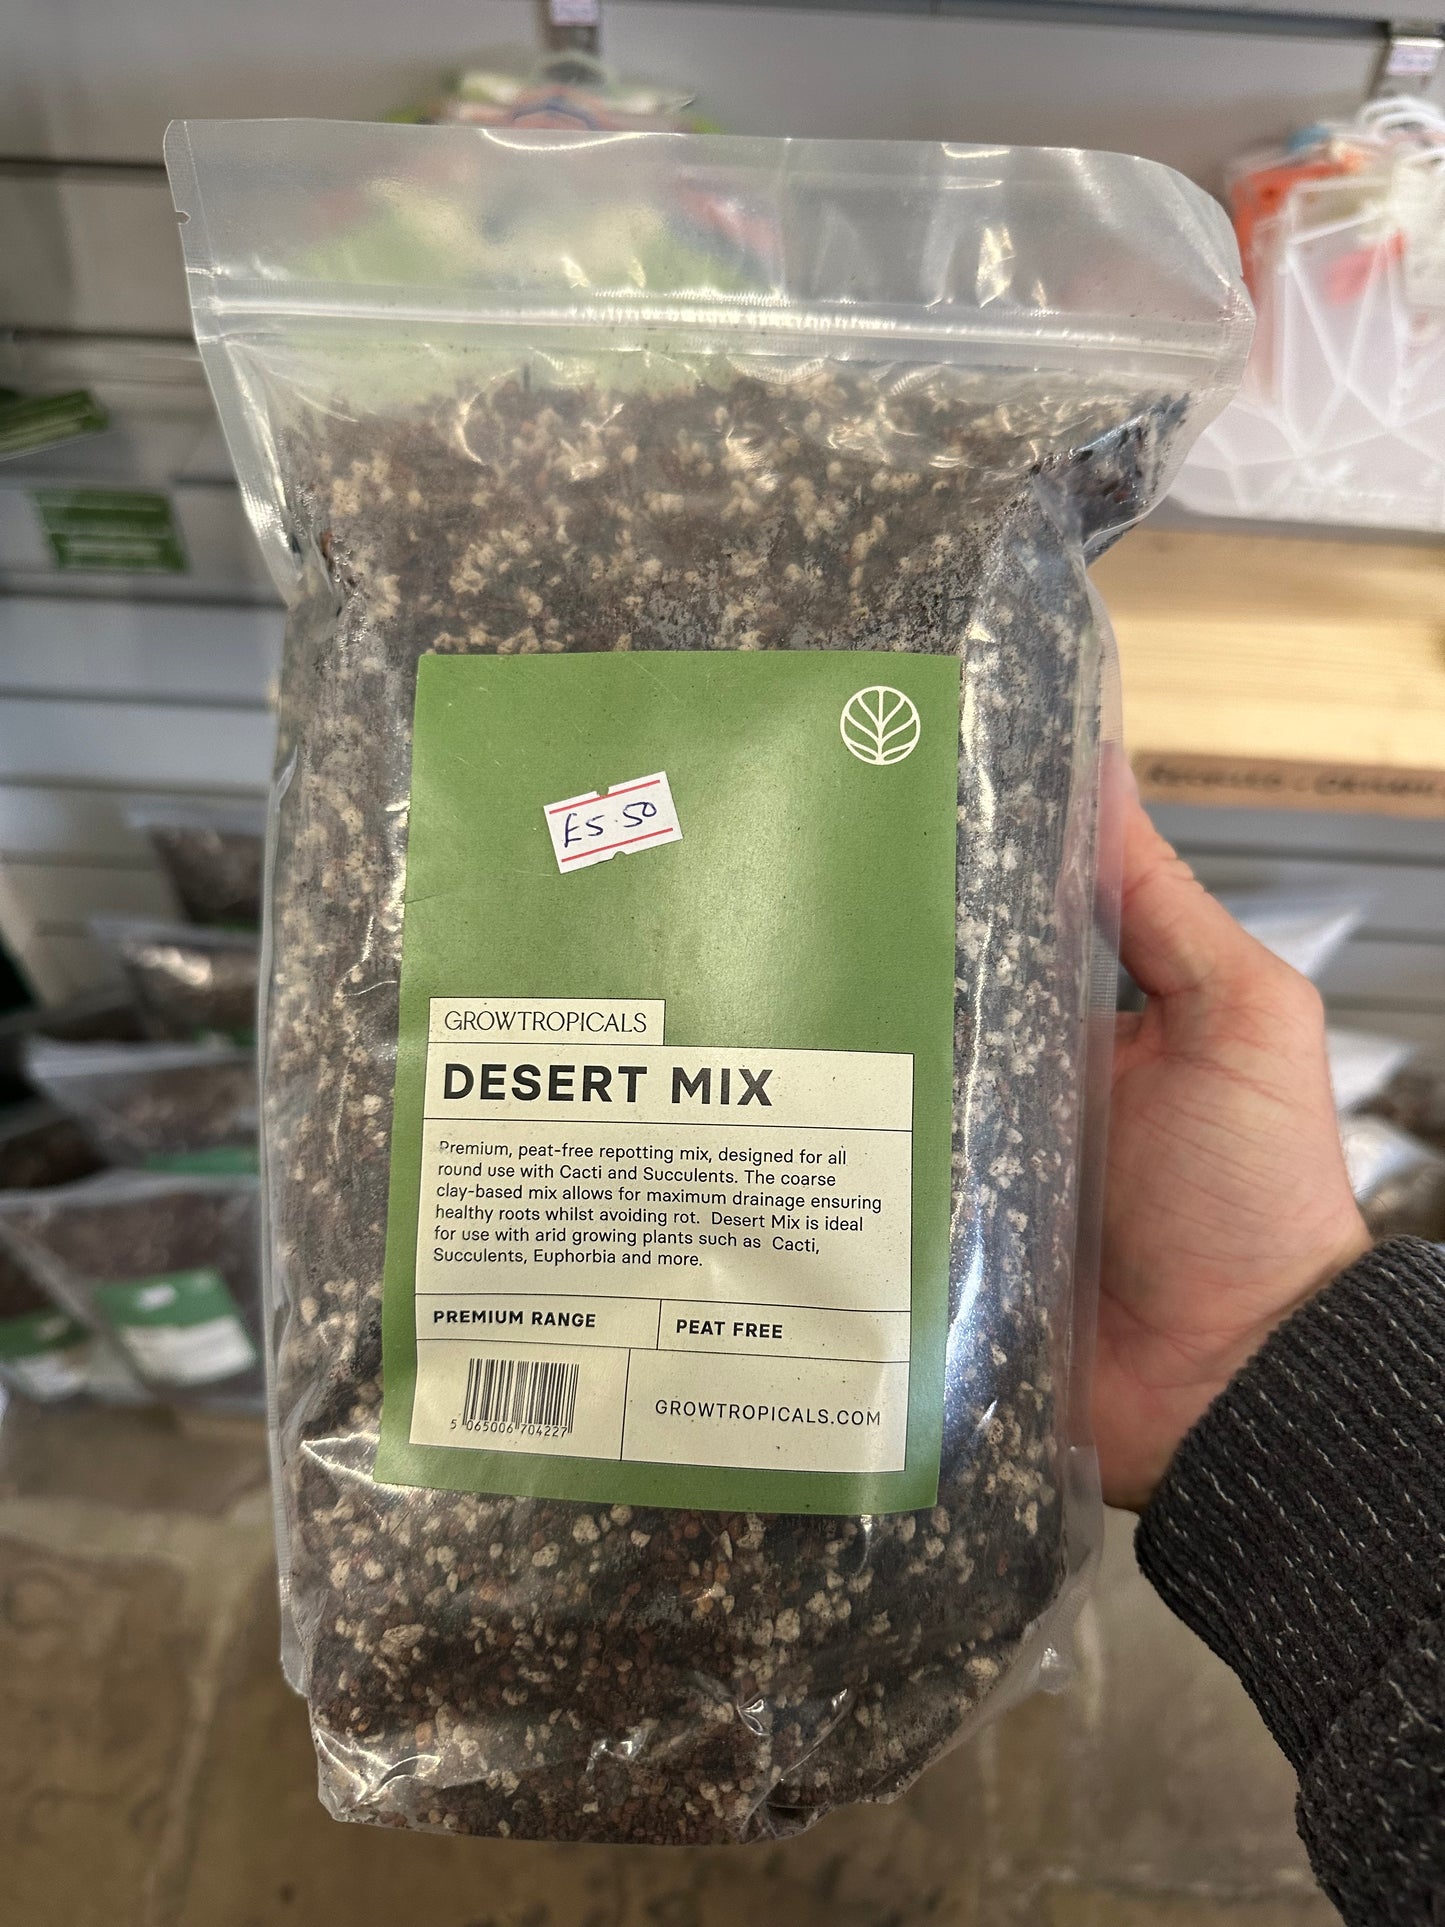 £5.50
GROWTROPICALS
DESERT MIX
Premium, peat-free repotting mix, designed for all
round use with Cacti and Succulents. The coarse
clay-based mix allows for maximum drainage ensuring
healthy roots whilst avoiding rot. Desert Mix is ideal
for use with arid growing plants such as Cacti,
Succulents, Euphorbia and more.
PREMIUM RANGE
PEAT FREE
5 065006 704227
GROWTROPICALS.COM